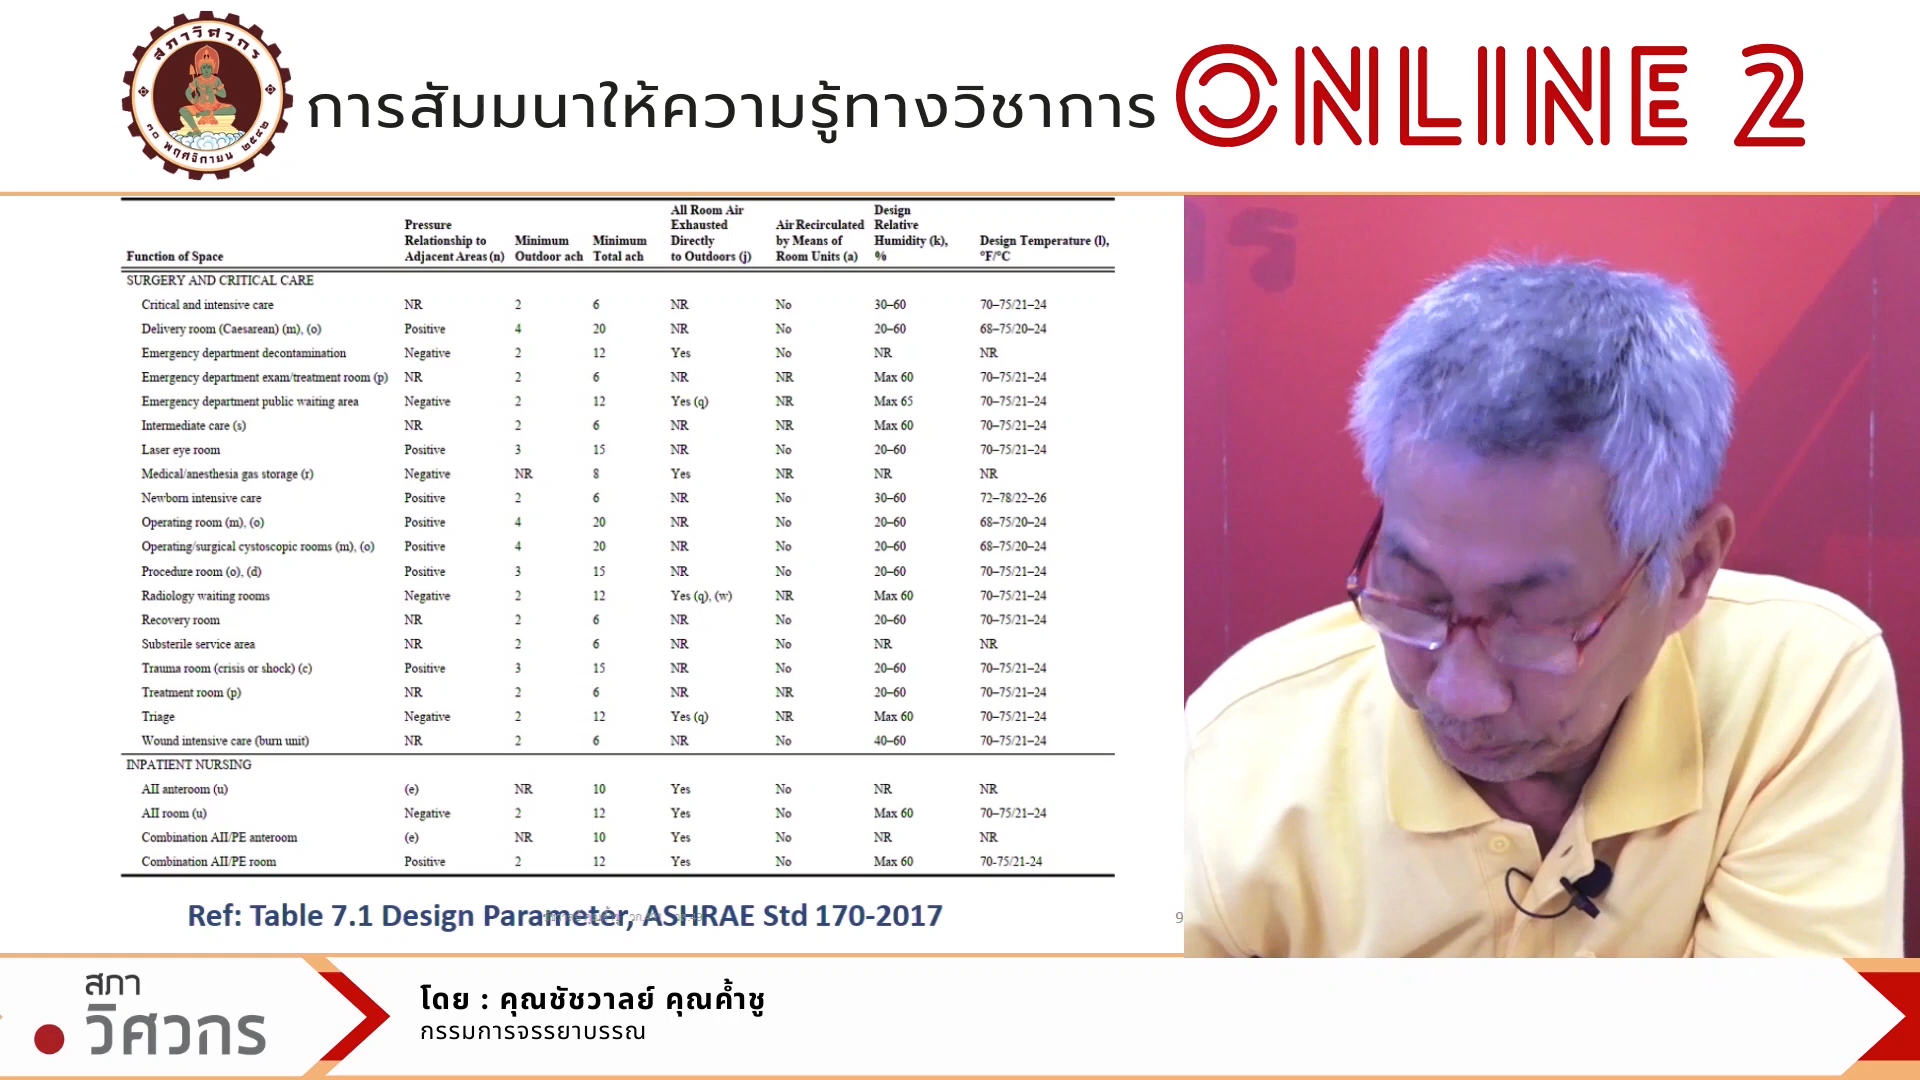 สภาวิศวกร
๓๐ พฤศจิกายน ๒๕๔๒
การสัมมนาให้ความรู้ทางวิชาการ ONLINE 2
Function of Space Pressure Relationship to Adjacent Areas (n) Minimum Outdoor ach Minimum Total ach All Room Air Exhausted Directly to Outdoors (j) Air Recirculated by Means of Room Units (a) Design Relative Humidity (k), % Design Temperature (l), °F/°C
SURGERY AND CRITICAL CARE
Critical and intensive care NR 2 6 NR No 30–60 70–75/21–24
Delivery room (Caesarean) (m), (o) Positive 4 20 NR No 20–60 68–75/20–24
Emergency department decontamination Negative 2 12 Yes No NR NR
Emergency department exam/treatment room (p) NR 2 6 NR NR Max 60 70–75/21–24
Emergency department public waiting area Negative 2 12 Yes (q) NR Max 65 70–75/21–24
Intermediate care (s) NR 2 6 NR NR Max 60 70–75/21–24
Laser eye room Positive 3 15 NR No 20–60 70–75/21–24
Medical/anesthesia gas storage (r) Negative NR 8 Yes NR NR NR
Newborn intensive care Positive 2 6 NR No 30–60 72–78/22–26
Operating room (m), (o) Positive 4 20 NR No 20–60 68–75/20–24
Operating/surgical cystoscopic rooms (m), (o) Positive 4 20 NR No 20–60 68–75/20–24
Procedure room (o), (d) Positive 3 15 NR No 20–60 70–75/21–24
Radiology waiting rooms Negative 2 12 Yes (q), (w) NR Max 60 70–75/21–24
Recovery room NR 2 6 NR No 20–60 70–75/21–24
Substerile service area NR 2 6 NR No NR NR
Trauma room (crisis or shock) (c) Positive 3 15 NR No 20–60 70–75/21–24
Treatment room (p) NR 2 6 NR NR 20–60 70–75/21–24
Triage Negative 2 12 Yes (q) NR Max 60 70–75/21–24
Wound intensive care (burn unit) NR 2 6 NR No 40–60 70–75/21–24
INPATIENT NURSING
AII anteroom (u) (e) NR 10 Yes No NR NR
AII room (u) Negative 2 12 Yes No Max 60 70–75/21–24
Combination AII/PE anteroom (e) NR 10 Yes No NR NR
Combination AII/PE room Positive 2 12 Yes No Max 60 70-75/21-24
Ref: Table 7.1 Design Parameter, ASHRAE Std 170-2017
9
สภา
วิศวกร
โดย : คุณชัชวาลย์ คุณค้ำชู
กรรมการจรรยาบรรณ